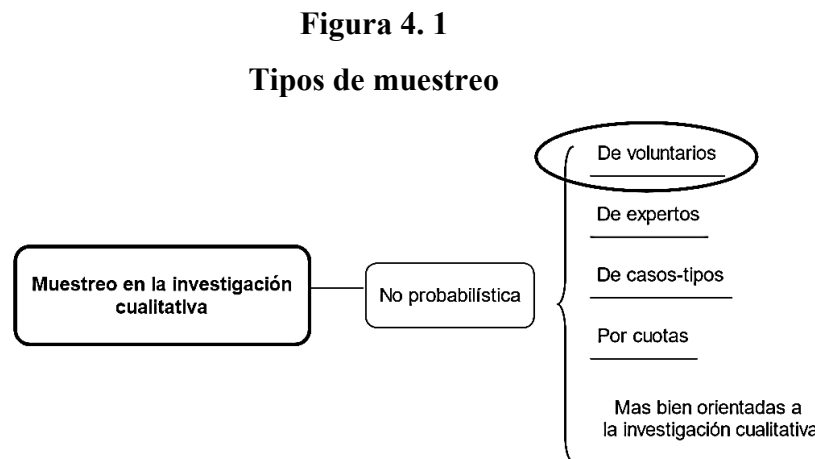 Figura 4. 1
Tipos de muestreo
De voluntarios
De expertos
Muestreo en la investigación
cualitativa
No probabilística
De casos-tipos
Por cuotas
Mas bien orientadas a
la investigación cualitativa